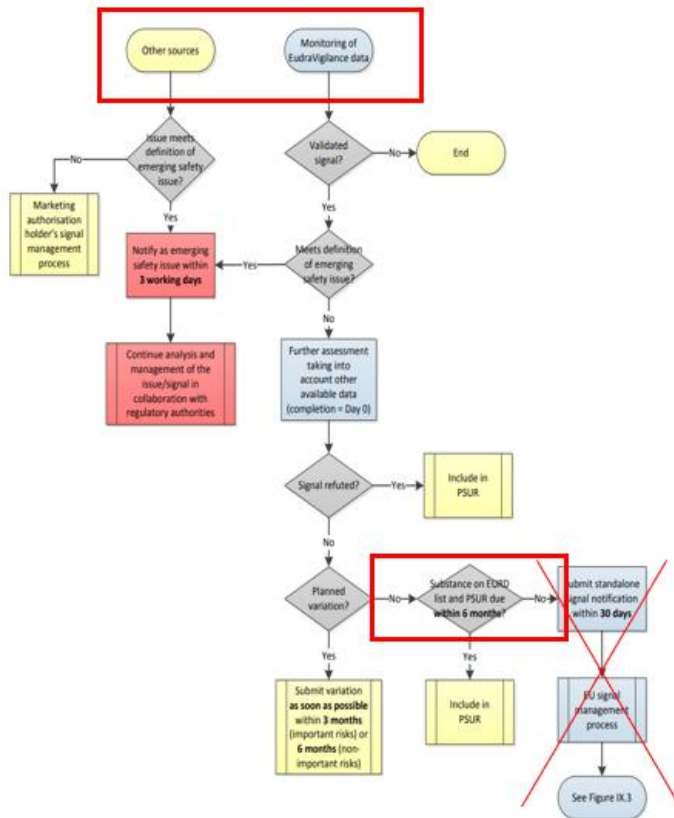 Other sources
Monitoring of
EudraVigilance data
Issue meets
definition of
emerging safety
issue?
No
Yes
Validated
signal?
No
End
Yes
Marketing
authorisation
holder's signal
management
process
Notify as emerging
safety issue within
3 working days
Yes
Meets definition
of emerging
safety issue?
No
Continue analysis and
management of the
issue/signal in
collaboration with
regulatory authorities
Further assessment
taking into
account other
available data
(completion = Day 0)
Signal refuted?
Yes
Include in
PSUR
No
Planned
variation?
No
Substance on EURD
list and PSUR due
within 6 months?
No
Submit standalone
signal notification
within 30 days
Yes
Yes
Submit variation
as soon as possible
within 3 months
(important risks) or
6 months (non-
important risks)
Include in
PSUR
EU signal
management
process
See Figure IX.3